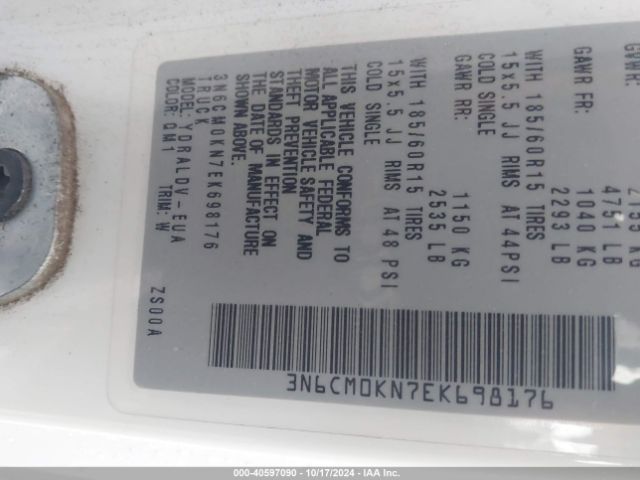 GVWR:
4751 LB
GAWR FR:
1040 KG
2293 LB
WITH 185/60R15 TIRES
15x5.5 JJ RIMS AT 44PSI
COLD SINGLE
GAWR RR:
1150 KG
2535 LB
WITH 185/60R15 TIRES
15x5.5 JJ RIMS AT 48 PSI
COLD SINGLE
THIS VEHICLE CONFORMS TO
ALL APPLICABLE FEDERAL
MOTOR VEHICLE SAFETY AND
THEFT PREVENTION
STANDARDS IN EFFECT ON
THE DATE OF MANUFACTURE
SHOWN ABOVE.
3N6CM0KN7EK698176
TRUCK
MODEL: YDRALDV-EUA
COLOR: QM1 TRIM: W
ZS00A
3N6CM0KN7EK698176
000-40597090 - 10/17/2024 - IAAI.COM